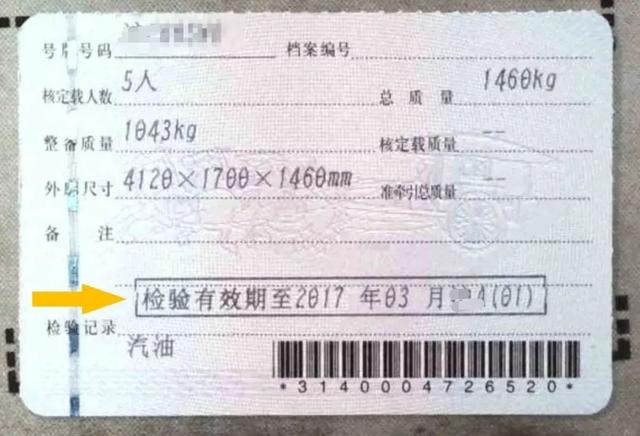 号牌号码 档案编号
核定载人数 5人 总质量 1460kg
整备质量 1043kg 核定载质量 --
外廓尺寸 4120×1700×1460mm 准牵引总质量 --
备注
检验有效期至2017年03月 4(01)
检验记录
汽油
*3140004726520*